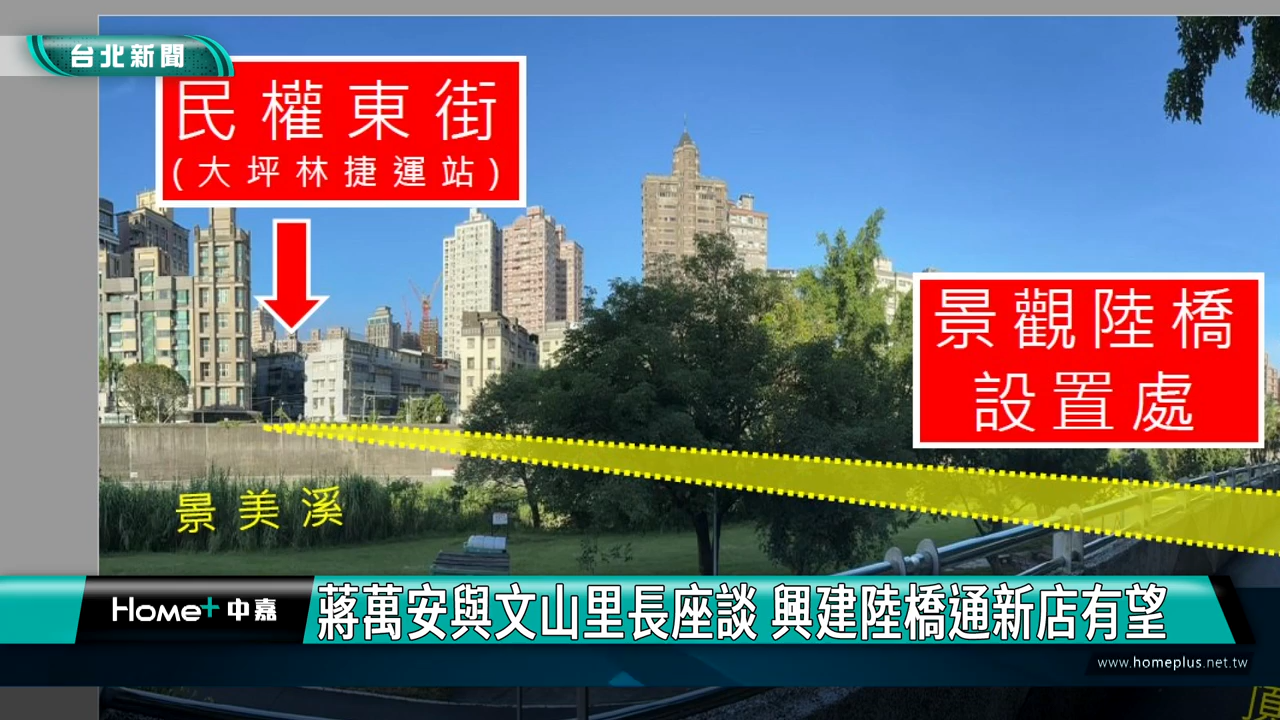 台北新聞
民權東街
(大坪林捷運站)
景觀陸橋
設置處
景美溪
Home+ 中嘉
蔣萬安與文山里長座談 興建陸橋通新店有望
www.homeplus.net.tw